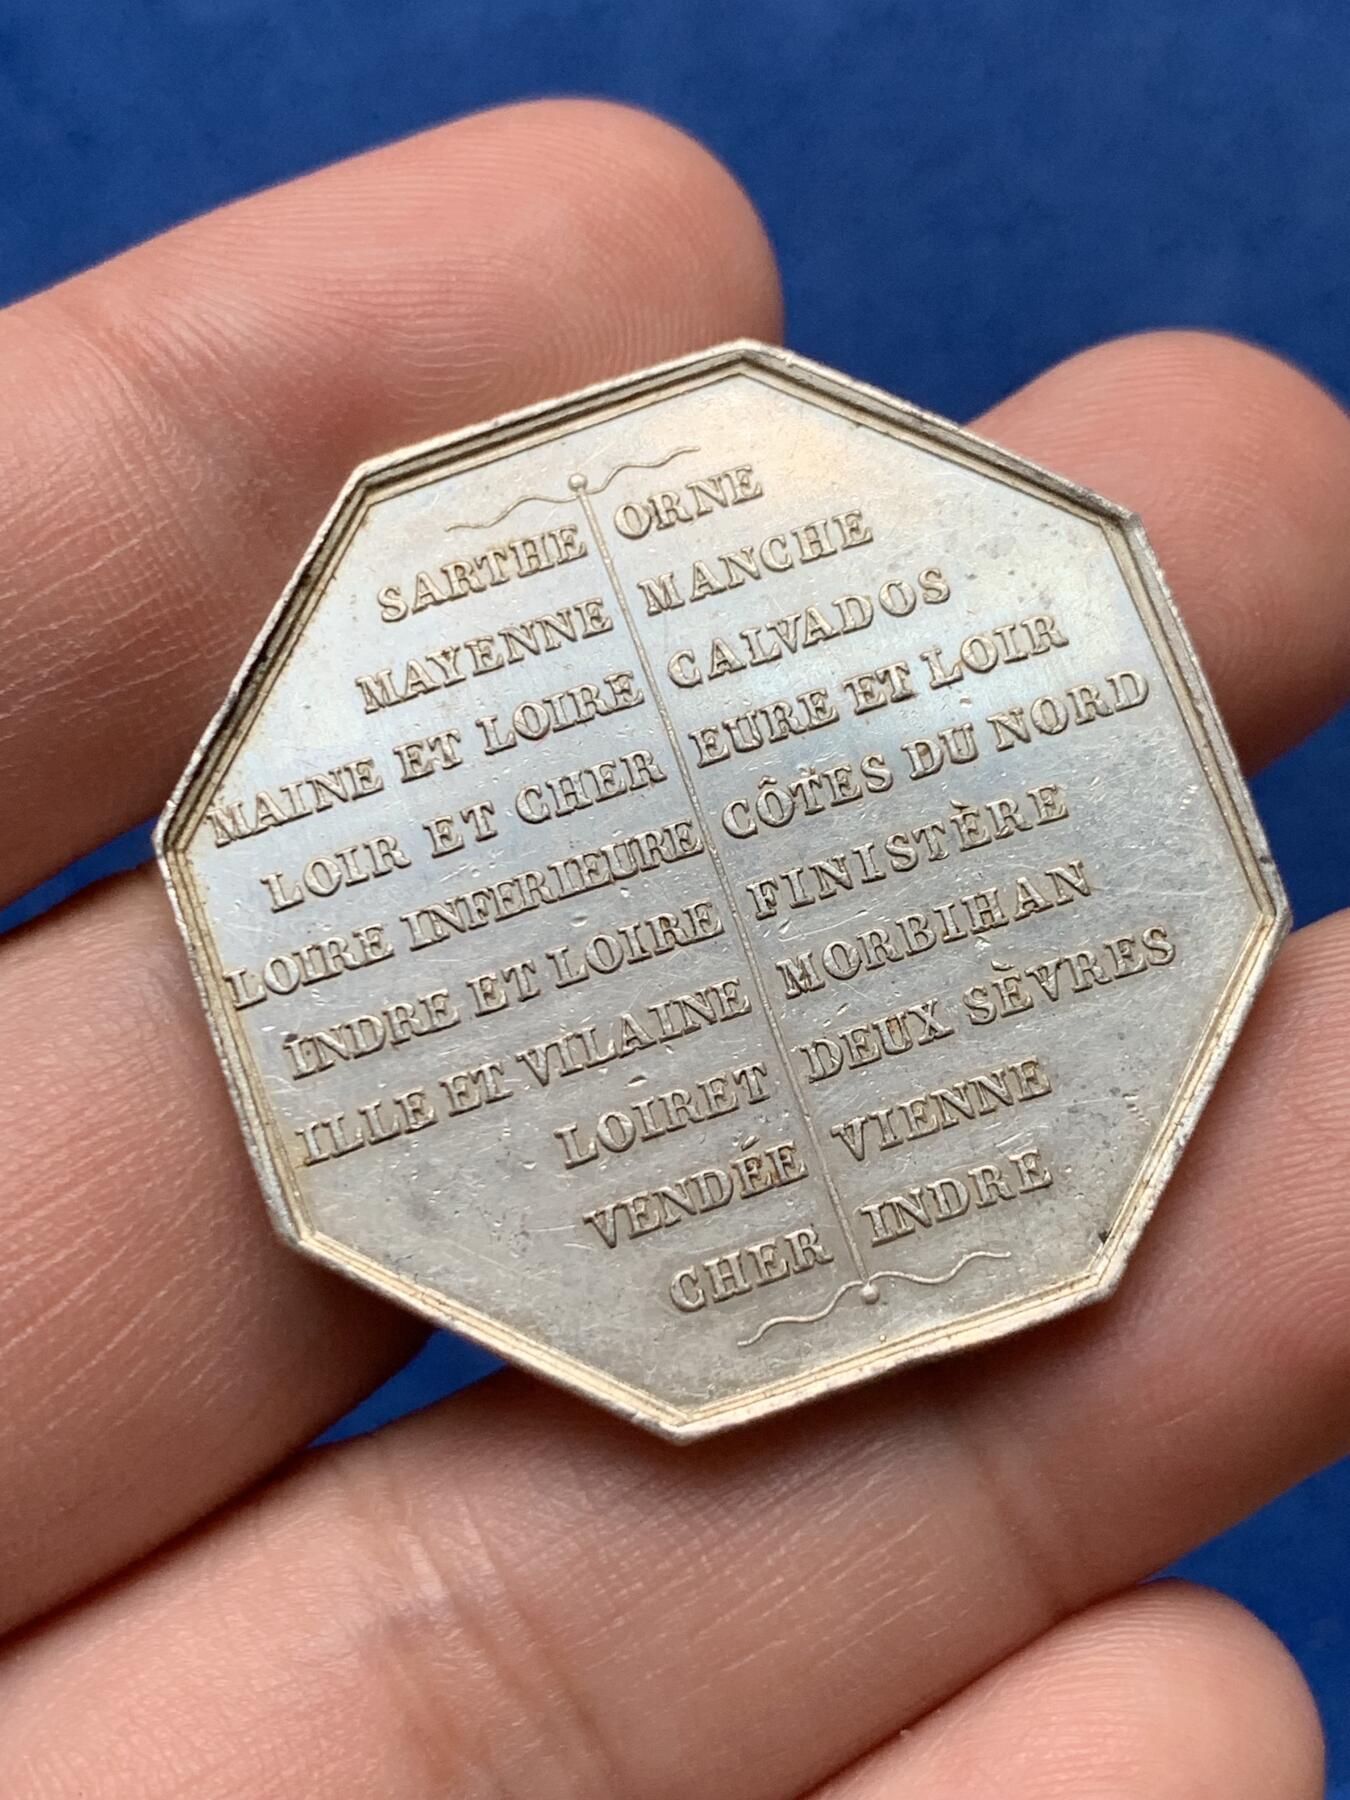 SARTHE ORNE
MAYENNE MANCHE
MAINE ET LOIRE CALVADOS
LOIR ET CHER EURE ET LOIR
LOIRE INFERIEURE CÔTES DU NORD
INDRE ET LOIRE FINISTÈRE
ILLE ET VILAINE MORBIHAN
LOIRET DEUX SÈVRES
VENDÉE VIENNE
CHER INDRE